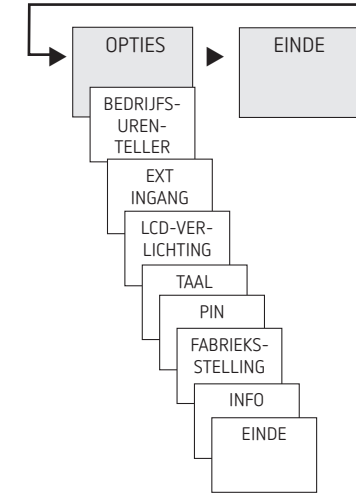 OPTIES
EINDE
BEDRIJFS-
UREN-
TELLER
EXT
INGANG
LCD-VER-
LICHTING
TAAL
PIN
FABRIEKS-
STELLING
INFO
EINDE